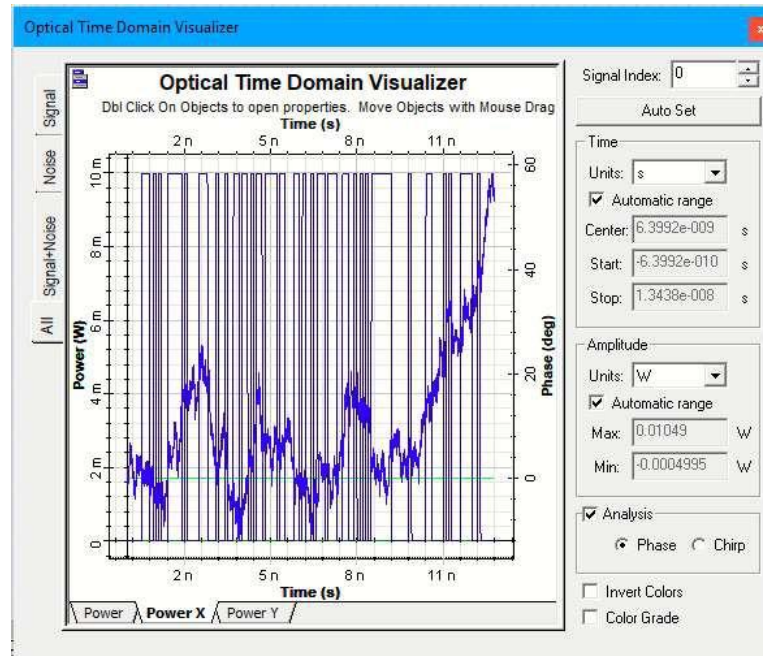 Optical Time Domain Visualizer
x
Signal
Noise
Signal+Noise
All
Optical Time Domain Visualizer
Dbl Click On Objects to open properties. Move Objects with Mouse Drag
Time (s)
2 n 5 n 8 n 11 n
Power (W)
10 m
8 m
6 m
4 m
2 m
0
Phase (deg)
60
40
20
0
2 n 5 n 8 n 11 n
Time (s)
Power Power X Power Y
Signal Index: 0
Auto Set
Time
Units: s
Automatic range
Center: 6.3992e-009 s
Start: -6.3992e-010 s
Stop: 1.3438e-008 s
Amplitude
Units: W
Automatic range
Max: 0.01049 W
Min: -0.0004995 W
Analysis
Phase Chirp
Invert Colors
Color Grade